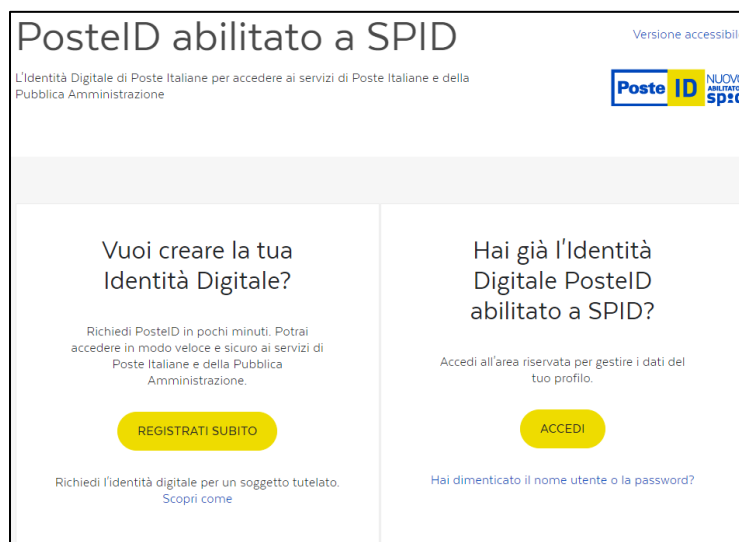 PosteID abilitato a SPID
Versione accessibil
L'Identità Digitale di Poste Italiane per accedere ai servizi di Poste Italiane e della
Pubblica Amministrazione
Poste ID NUOVO
ABILITATO
spid
Vuoi creare la tua
Identità Digitale?
Richiedi PosteID in pochi minuti. Potrai
accedere in modo veloce e sicuro ai servizi di
Poste Italiane e della Pubblica
Amministrazione.
REGISTRATI SUBITO
Richiedi l'identità digitale per un soggetto tutelato.
Scopri come
Hai già l'Identità
Digitale PosteID
abilitato a SPID?
Accedi all'area riservata per gestire i dati del
tuo profilo.
ACCEDI
Hai dimenticato il nome utente o la password?